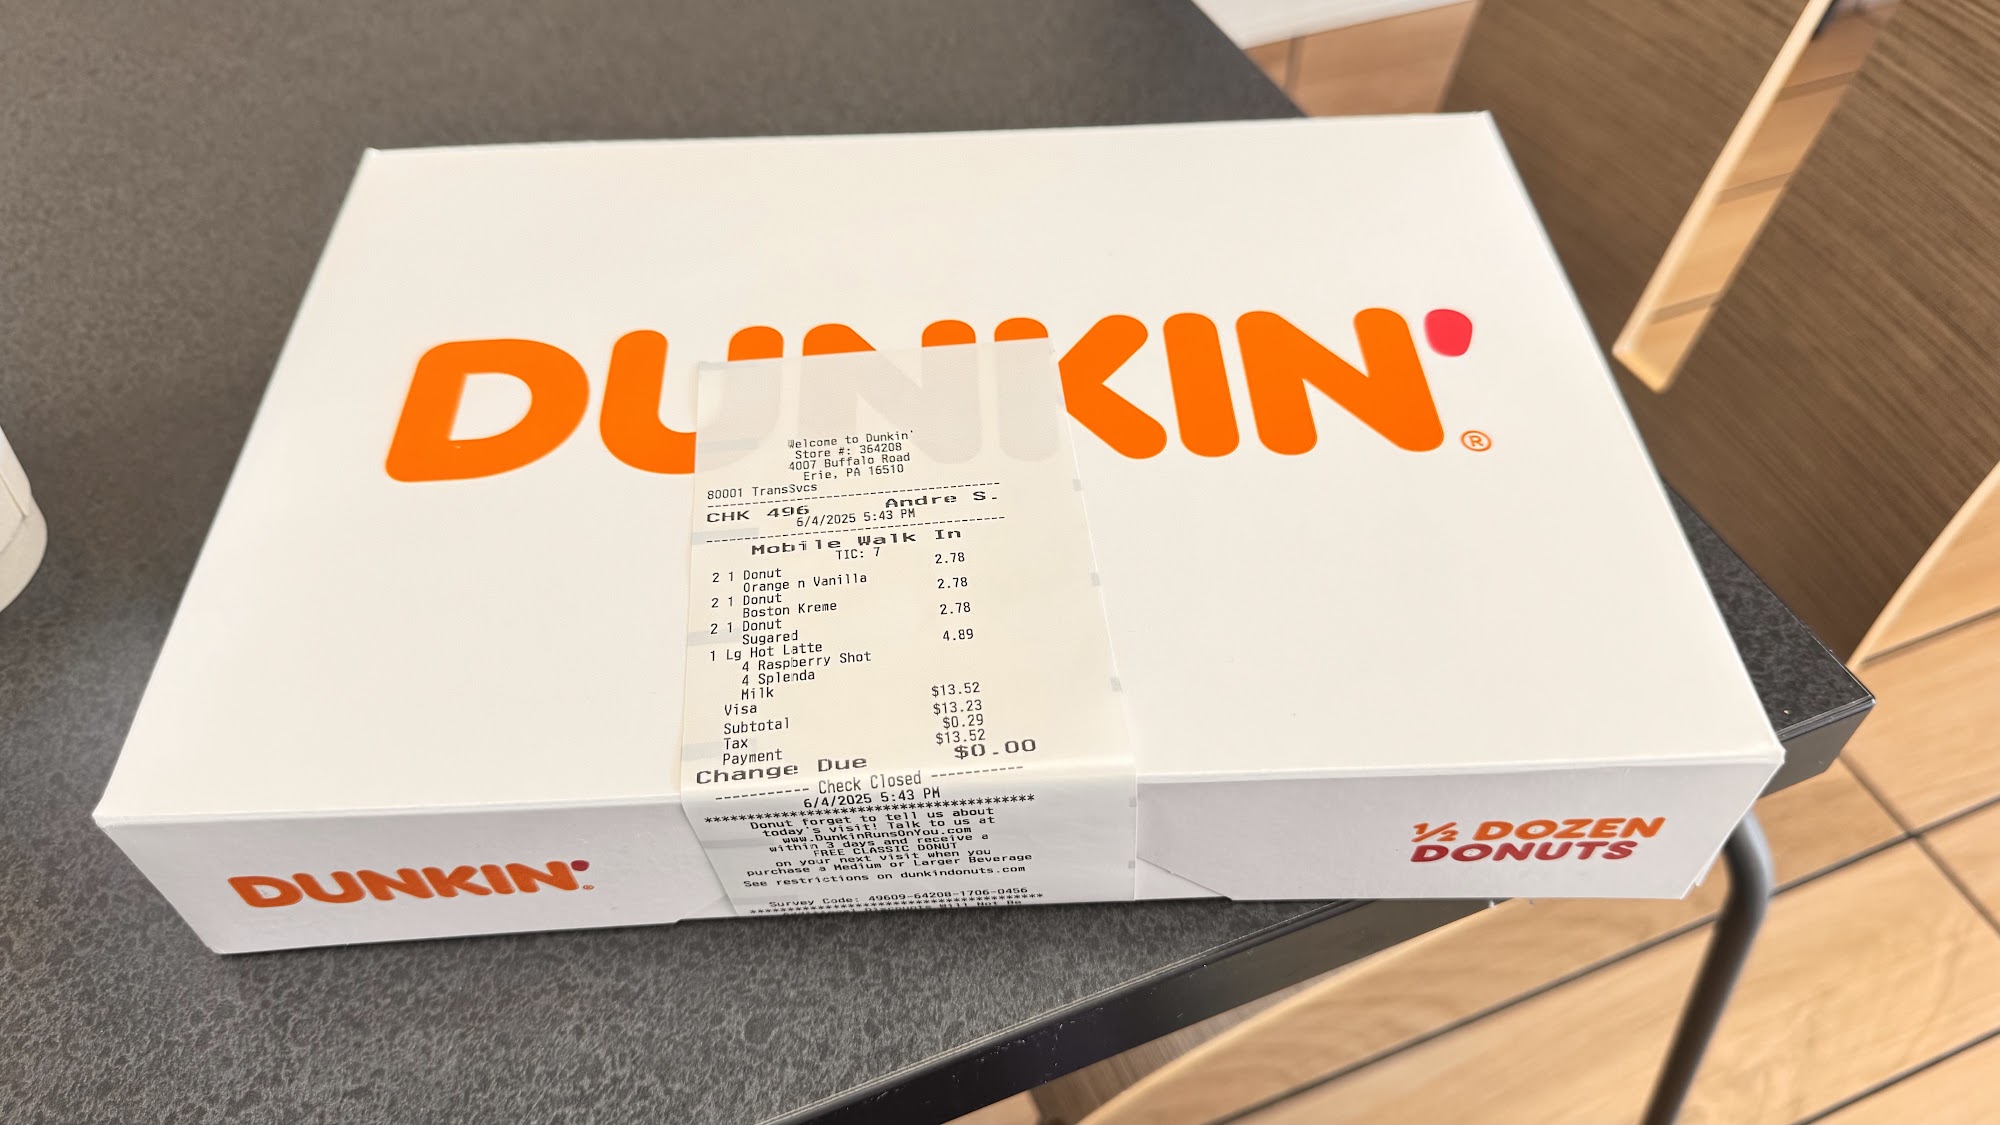 DUNKIN'®
Welcome to Dunkin'
Store #: 364208
4007 Buffalo Road
Erie, PA 16510
80001 TransSvcs
CHK 496 Andre S.
6/4/2025 5:43 PM
Mobile Walk In
TIC: 7
2 1 Donut 2.78
Orange n Vanilla
2 1 Donut 2.78
Boston Kreme
2 1 Donut 2.78
Sugared
1 Lg Hot Latte 4.89
4 Raspberry Shot
4 Splenda
Milk
Visa $13.52
Subtotal $13.23
Tax $0.29
Payment $13.52
Change Due $0.00
----------- Check Closed -----------
6/4/2025 5:43 PM
***************************************
Donut forget to tell us about
today's visit! Talk to us at
www.DunkinRunsOnYou.com
within 3 days and receive a
FREE CLASSIC DONUT
on your next visit when you
purchase a Medium or Larger Beverage
See restrictions on dunkindonuts.com
Survey Code: 49609-64208-1706-0456
***************************************
Discounts Will Not Be
DUNKIN'®
1/2 DOZEN
DONUTS